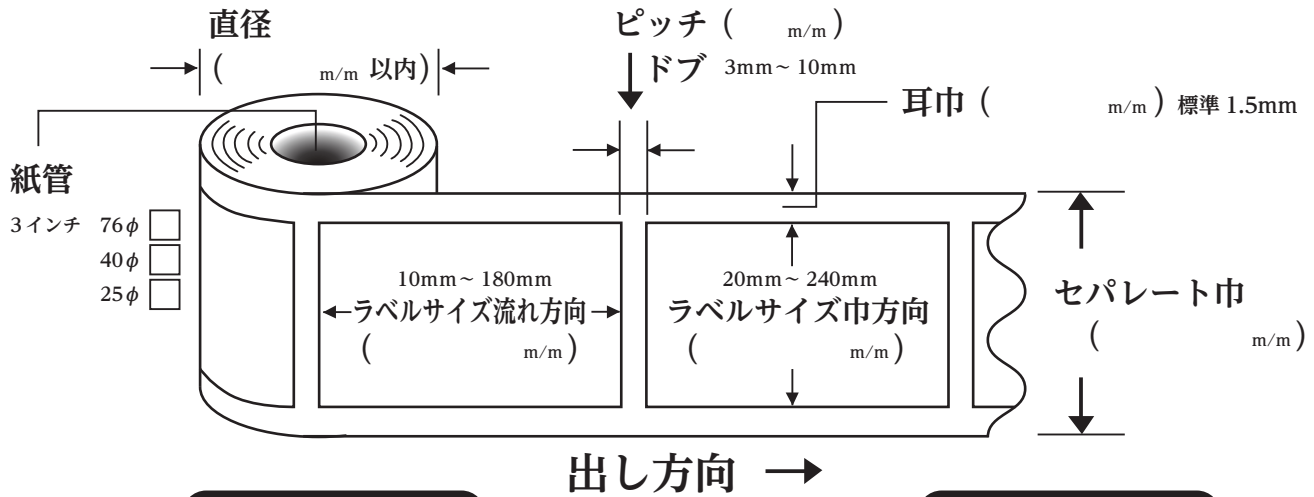 直径
( m/m 以内)
ピッチ ( m/m )
ドブ 3mm~10mm
耳巾 ( m/m ) 標準 1.5mm
紙管
3インチ 76φ
40φ
25φ
10mm~180mm
ラベルサイズ流れ方向
( m/m )
20mm~240mm
ラベルサイズ巾方向
( m/m )
セパレート巾
( m/m )
出し方向